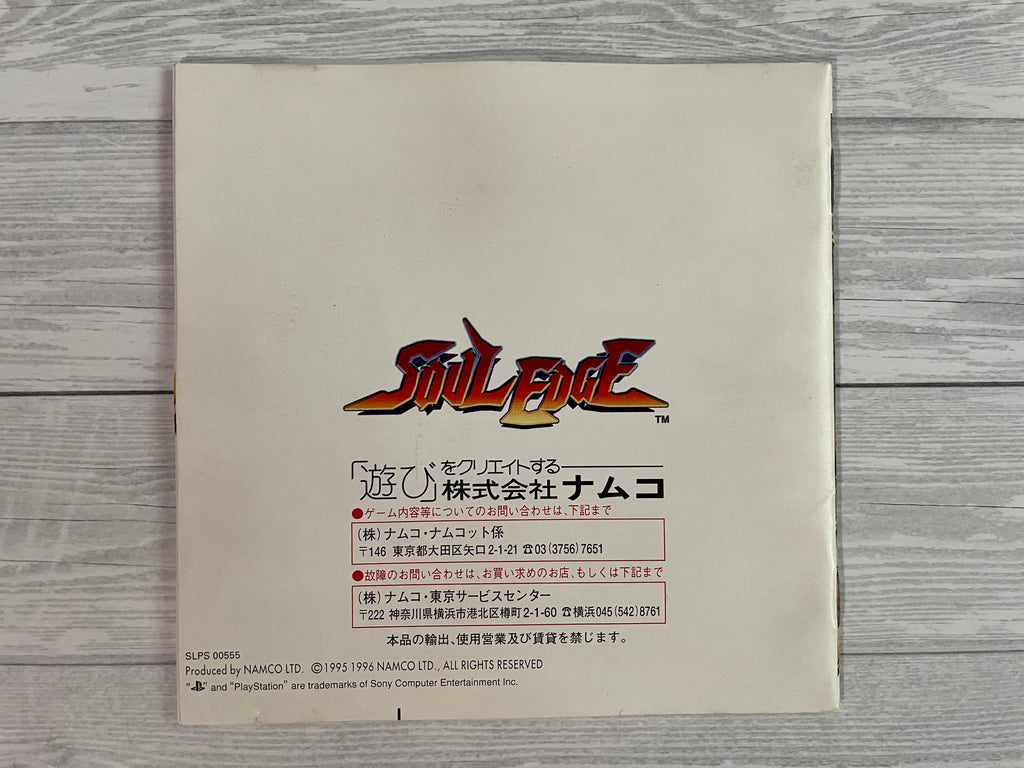 SOUL EDGE
TM
「遊び」をクリエイトする
株式会社ナムコ
●ゲーム内容等についてのお問い合わせは、下記まで
(株)ナムコ・ナムコット係
〒146 東京都大田区矢口2-1-21 ☎03(3756)7651
●故障のお問い合わせは、お買い求めのお店、もしくは下記まで
(株)ナムコ・東京サービスセンター
〒222 神奈川県横浜市港北区樽町2-1-60 ☎横浜045(542)8761
本品の輸出、使用営業及び賃貸を禁じます。
SLPS 00555
Produced by NAMCO LTD. ©1995 1996 NAMCO LTD., ALL RIGHTS RESERVED
"PS" and "PlayStation" are trademarks of Sony Computer Entertainment Inc.